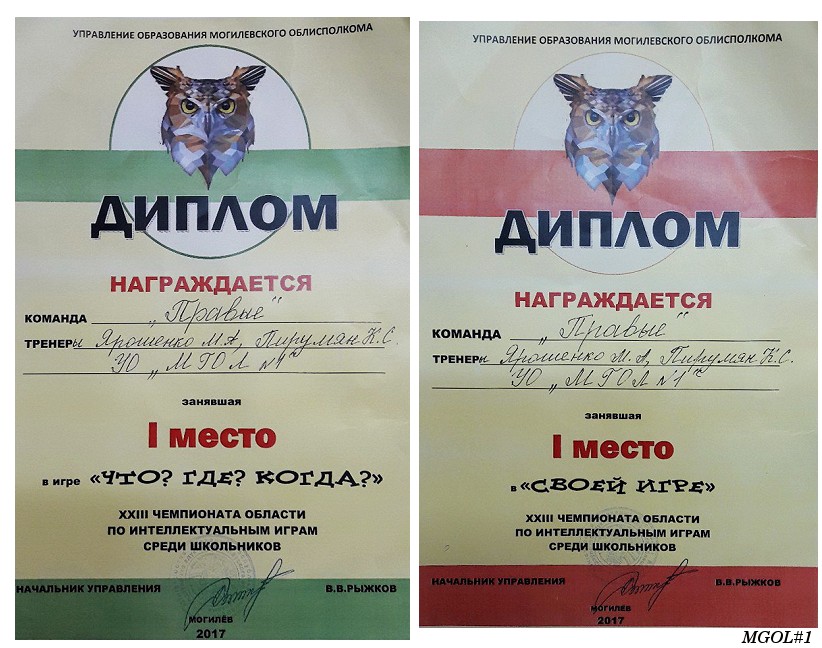 УПРАВЛЕНИЕ ОБРАЗОВАНИЯ МОГИЛЕВСКОГО ОБЛИСПОЛКОМА
ДИПЛОМ
НАГРАЖДАЕТСЯ
КОМАНДА „Правые“
ТРЕНЕРы Ярошенко М.А, Пирумян К.С.
УО „МГОЛ №1“
занявшая
I место
в игре «ЧТО? ГДЕ? КОГДА?»
XXIII ЧЕМПИОНАТА ОБЛАСТИ
ПО ИНТЕЛЛЕКТУАЛЬНЫМ ИГРАМ
СРЕДИ ШКОЛЬНИКОВ
НАЧАЛЬНИК УПРАВЛЕНИЯ В.В.РЫЖКОВ
МОГИЛЁВ
2017
УПРАВЛЕНИЕ ОБРАЗОВАНИЯ МОГИЛЕВСКОГО ОБЛИСПОЛКОМА
ДИПЛОМ
НАГРАЖДАЕТСЯ
КОМАНДА „Правые“
ТРЕНЕРы Ярошенко М.А, Пирумян К.С.
УО „МГОЛ №1“
занявшая
I место
в «СВОЕЙ ИГРЕ»
XXIII ЧЕМПИОНАТА ОБЛАСТИ
ПО ИНТЕЛЛЕКТУАЛЬНЫМ ИГРАМ
СРЕДИ ШКОЛЬНИКОВ
НАЧАЛЬНИК УПРАВЛЕНИЯ В.В.РЫЖКОВ
МОГИЛЁВ
2017
MGOL#1